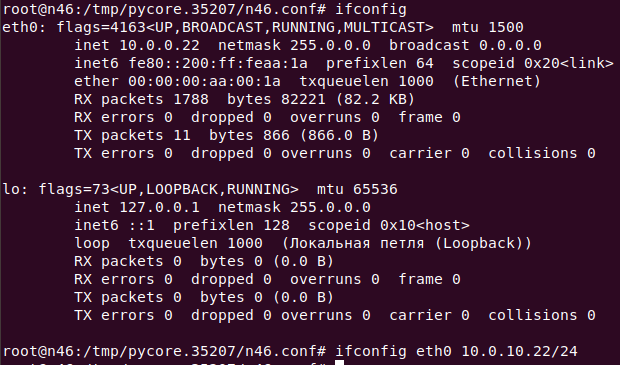 root@n46:/tmp/pycore.35207/n46.conf# ifconfig
eth0: flags=4163<UP,BROADCAST,RUNNING,MULTICAST>  mtu 1500
        inet 10.0.0.22  netmask 255.0.0.0  broadcast 0.0.0.0
        inet6 fe80::200:ff:feaa:1a  prefixlen 64  scopeid 0x20<link>
        ether 00:00:00:aa:00:1a  txqueuelen 1000  (Ethernet)
        RX packets 1788  bytes 82221 (82.2 KB)
        RX errors 0  dropped 0  overruns 0  frame 0
        TX packets 11  bytes 866 (866.0 B)
        TX errors 0  dropped 0 overruns 0  carrier 0  collisions 0
lo: flags=73<UP,LOOPBACK,RUNNING>  mtu 65536
        inet 127.0.0.1  netmask 255.0.0.0
        inet6 ::1  prefixlen 128  scopeid 0x10<host>
        loop  txqueuelen 1000  (Локальная петля (Loopback))
        RX packets 0  bytes 0 (0.0 B)
        RX errors 0  dropped 0  overruns 0  frame 0
        TX packets 0  bytes 0 (0.0 B)
        TX errors 0  dropped 0 overruns 0  carrier 0  collisions 0
root@n46:/tmp/pycore.35207/n46.conf# ifconfig eth0 10.0.10.22/24